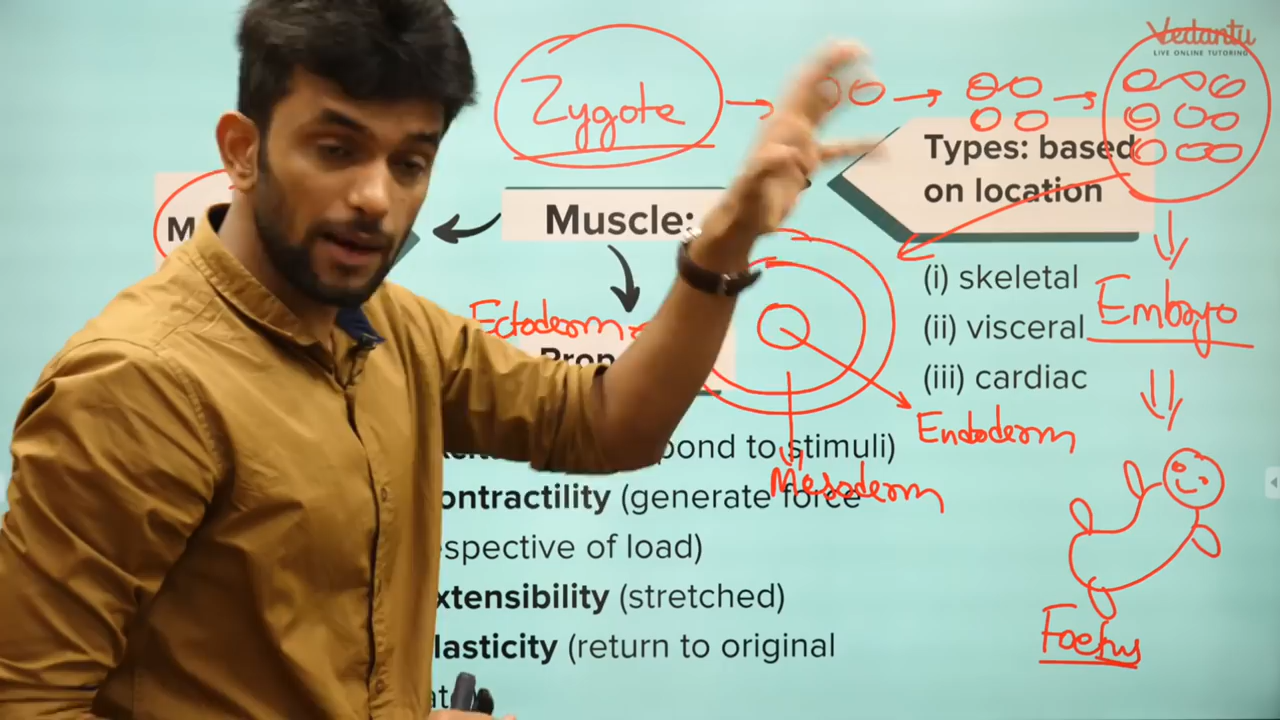 Vedantu
LIVE ONLINE TUTORING
Zygote
Types: based
on location
Muscle:
(i) skeletal
(ii) visceral
(iii) cardiac
Embryo
Ectoderm
Endoderm
Mesoderm
pond to stimuli)
ontractility (generate force
espective of load)
xtensibility (stretched)
lasticity (return to original
Foetus